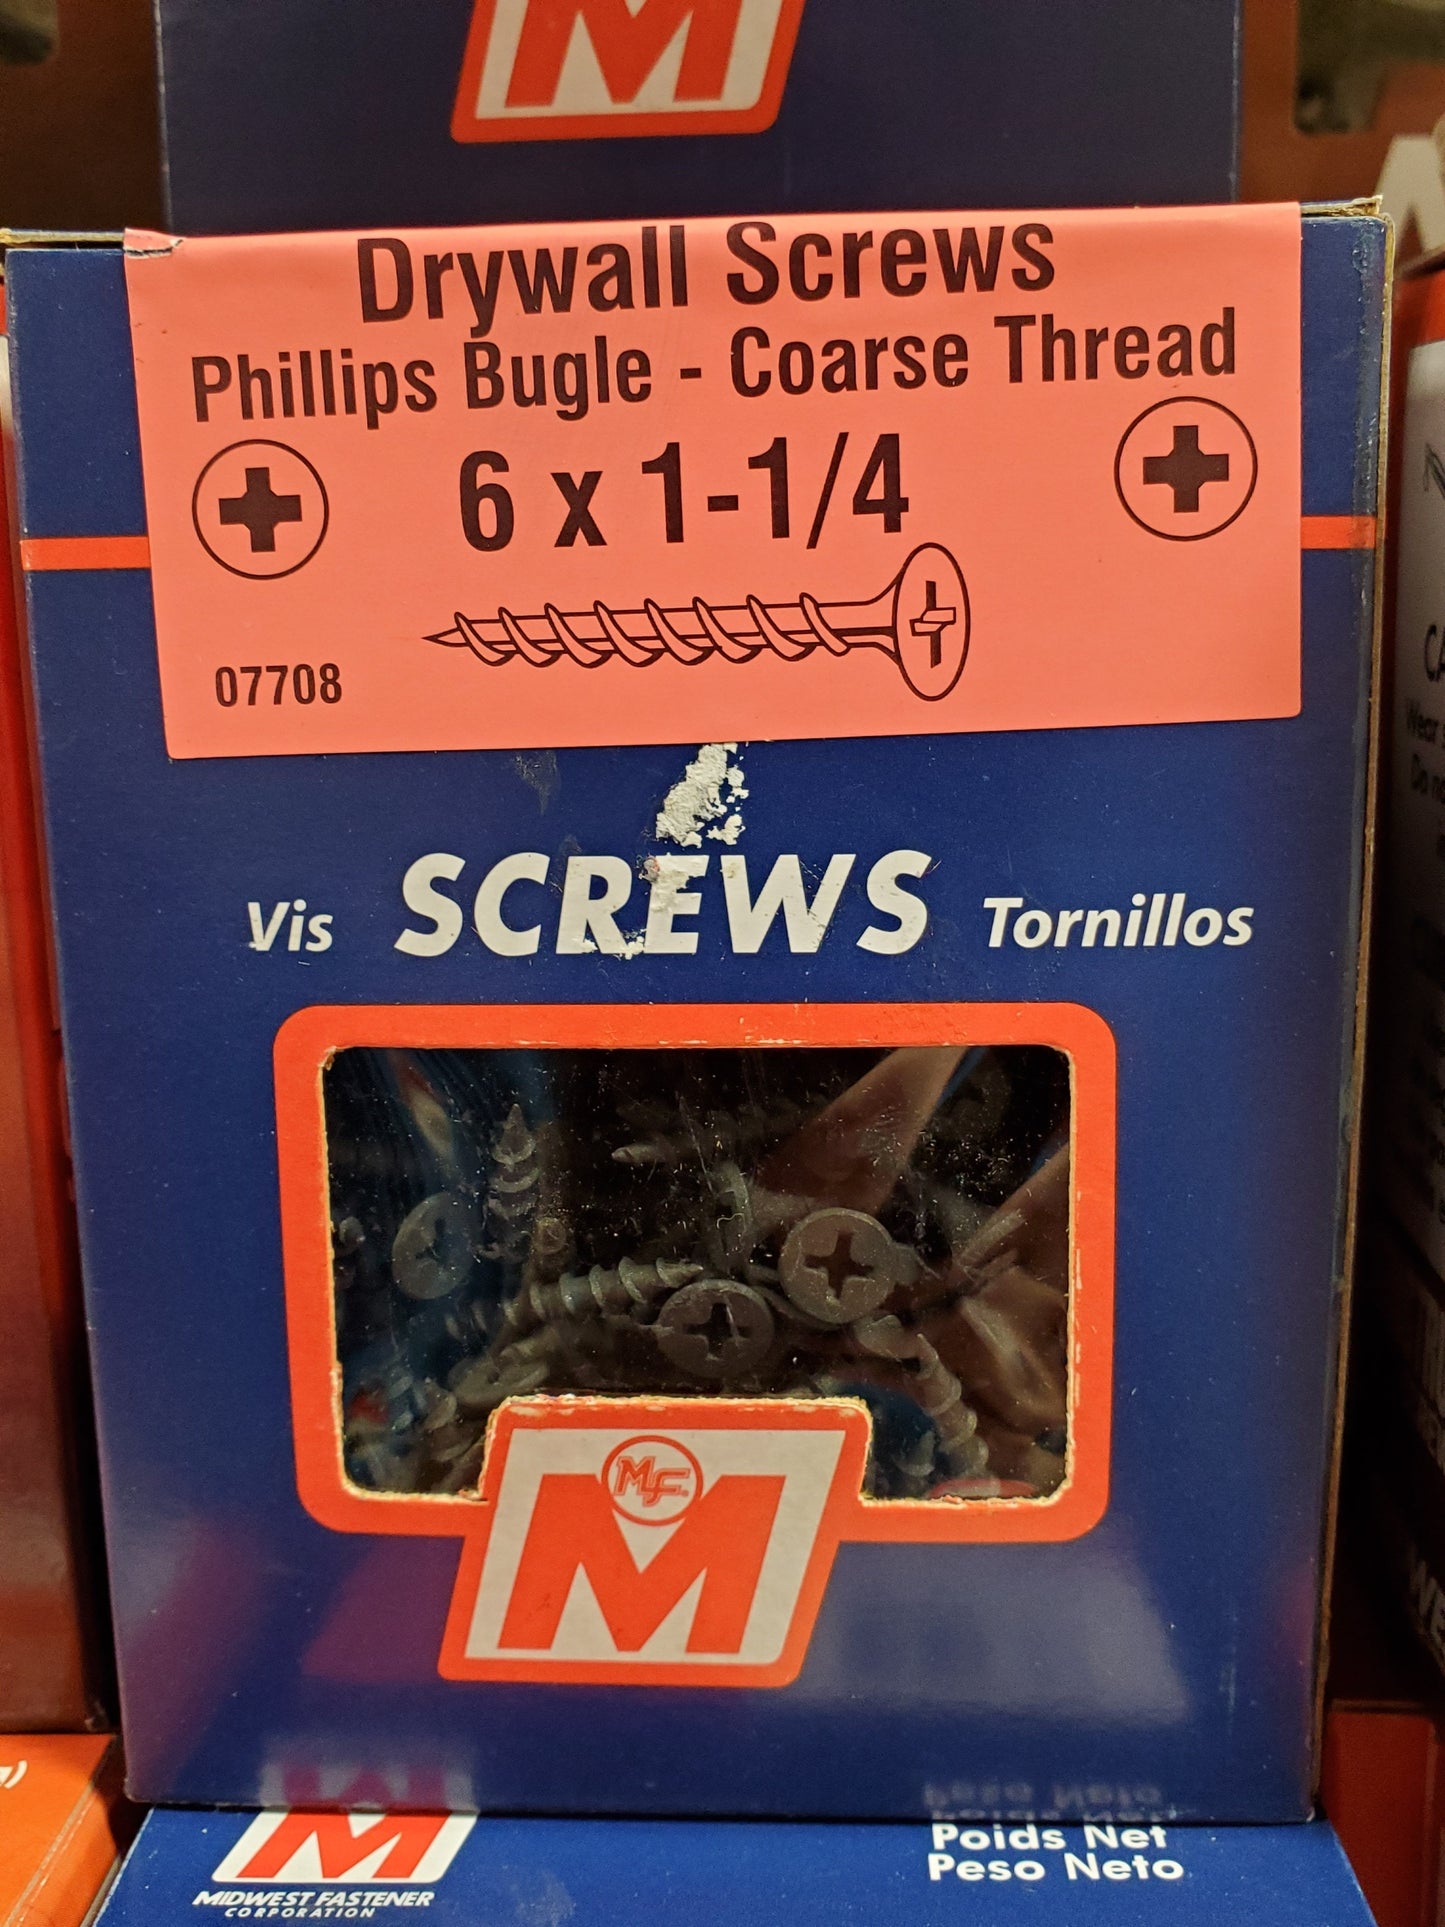 M
Drywall Screws
Phillips Bugle - Coarse Thread
6 x 1-1/4
07708
Vis SCREWS Tornillos
MF
M
M
MIDWEST FASTENER
CORPORATION
Poids Net
Peso Neto